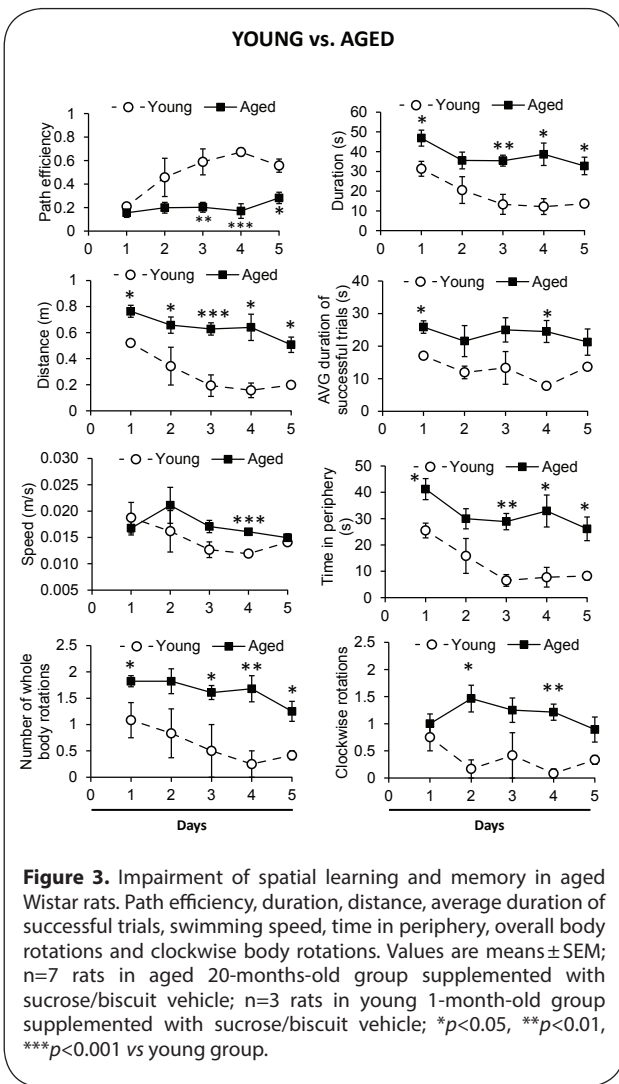 YOUNG vs. AGED
Young Aged
Path efficiency
1
0.8
0.6
0.4
0.2
0
** *** *
0 1 2 3 4 5
Young Aged
Duration (s)
60
50
40
30
20
10
0
* ** * *
0 1 2 3 4 5
Young Aged
Distance (m)
1
0.8
0.6
0.4
0.2
0
* * *** * *
0 1 2 3 4 5
Young Aged
AVG duration of
successful trials (s)
40
30
20
10
0
* *
0 1 2 3 4 5
Young Aged
Speed (m/s)
0.030
0.025
0.020
0.015
0.010
0.005
***
0 1 2 3 4 5
Young Aged
Time in periphery
(s)
50
40
30
20
10
0
* ** * *
0 1 2 3 4 5
Young Aged
Number of whole
body rotations
2.5
2
1.5
1
0.5
0
* * ** *
0 1 2 3 4 5
Days
Young Aged
Clockwise rotations
2.5
2
1.5
1
0.5
0
* **
0 1 2 3 4 5
Days
Figure 3. Impairment of spatial learning and memory in aged
Wistar rats. Path efficiency, duration, distance, average duration of
successful trials, swimming speed, time in periphery, overall body
rotations and clockwise body rotations. Values are means±SEM;
n=7 rats in aged 20-months-old group supplemented with
sucrose/biscuit vehicle; n=3 rats in young 1-month-old group
supplemented with sucrose/biscuit vehicle; *p<0.05, **p<0.01,
***p<0.001 vs young group.